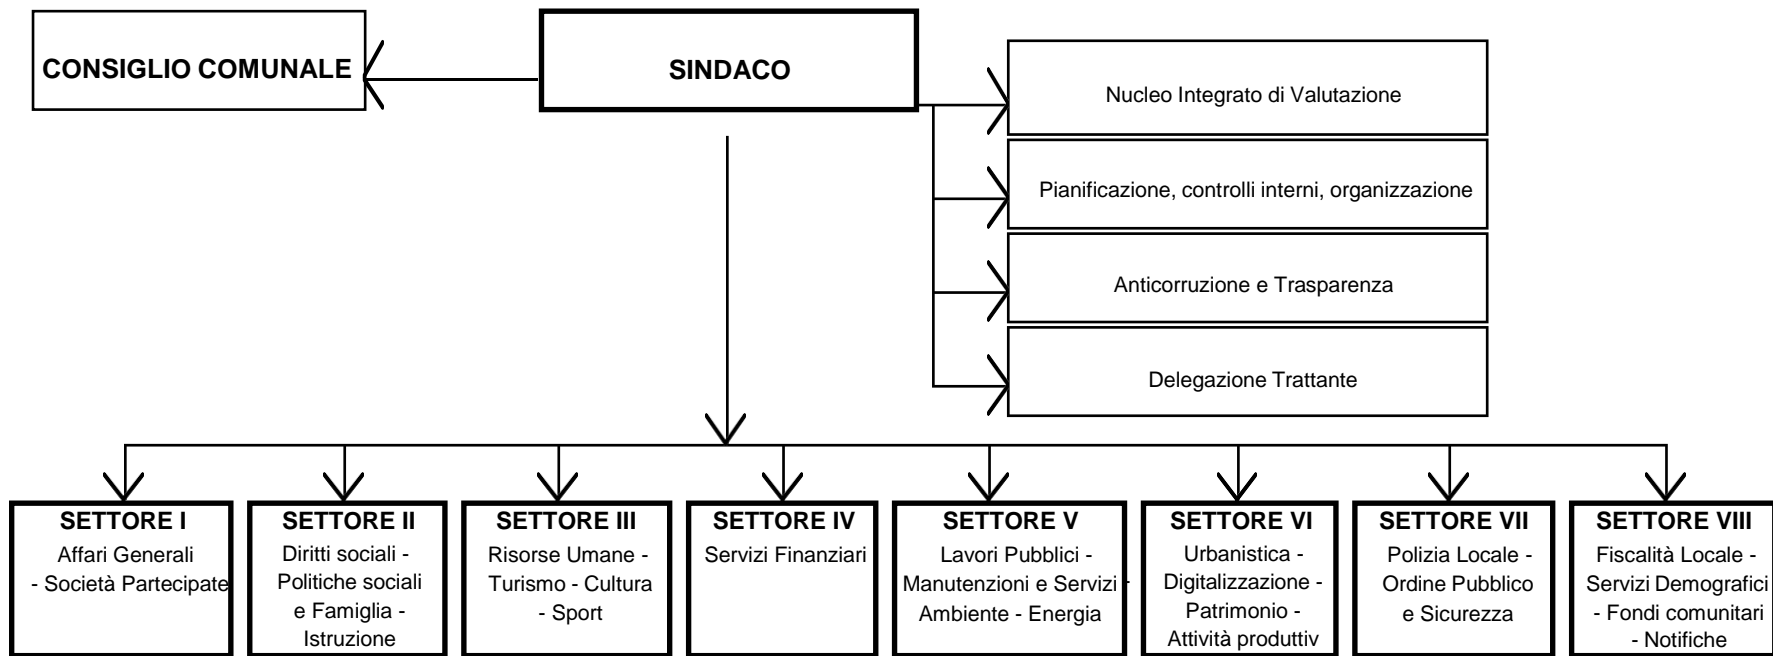 CONSIGLIO COMUNALE
SINDACO
Nucleo Integrato di Valutazione
Pianificazione, controlli interni, organizzazione
Anticorruzione e Trasparenza
Delegazione Trattante
SETTORE I
Affari Generali
- Società Partecipate
SETTORE II
Diritti sociali -
Politiche sociali
e Famiglia -
Istruzione
SETTORE III
Risorse Umane -
Turismo - Cultura
- Sport
SETTORE IV
Servizi Finanziari
SETTORE V
Lavori Pubblici -
Manutenzioni e Servizi -
Ambiente - Energia
SETTORE VI
Urbanistica -
Digitalizzazione -
Patrimonio -
Attività produttiv
SETTORE VII
Polizia Locale -
Ordine Pubblico
e Sicurezza
SETTORE VIII
Fiscalità Locale -
Servizi Demografici
- Fondi comunitari
- Notifiche